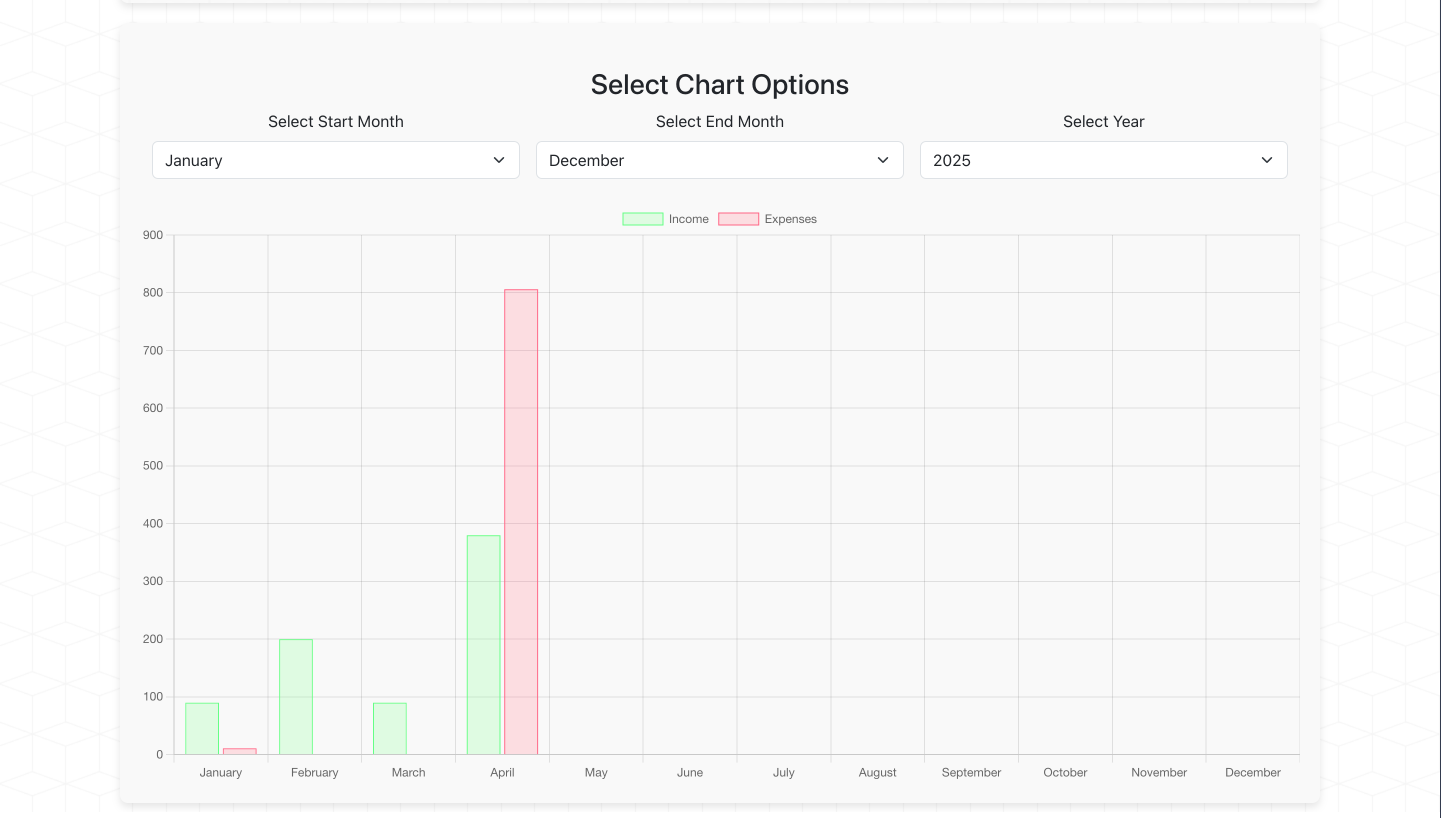 Select Chart Options
Select Start Month
Select End Month
Select Year
January
December
2025
Income
Expenses
900
800
700
600
500
400
300
200
100
0
January
February
March
April
May
June
July
August
September
October
November
December